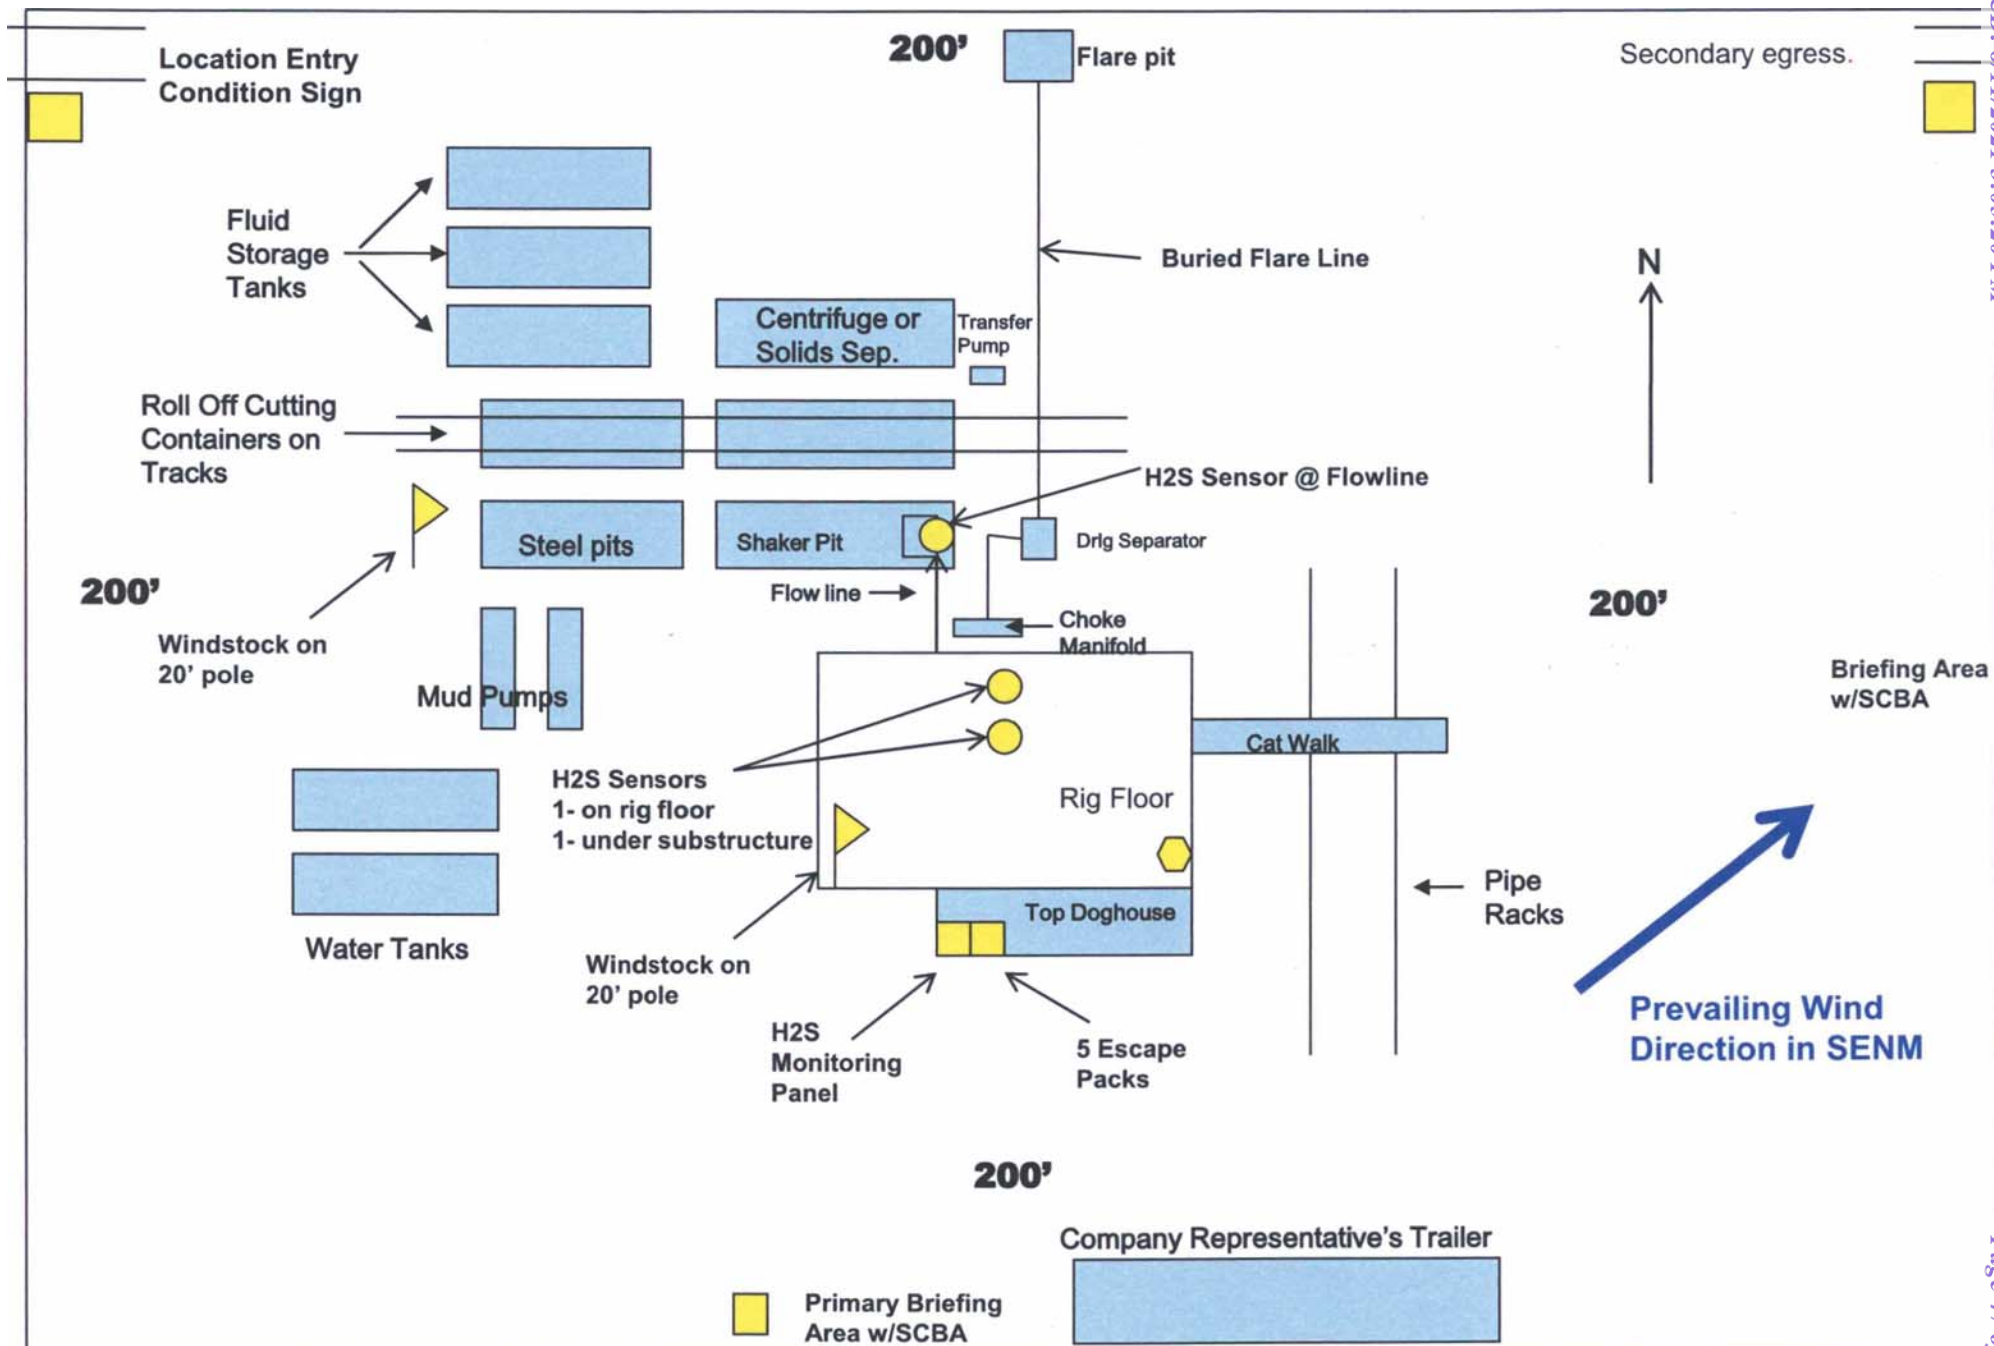 Location Entry
Condition Sign
200'
Flare pit
Secondary egress.
Fluid
Storage
Tanks
Buried Flare Line
N
Centrifuge or
Solids Sep.
Transfer
Pump
Roll Off Cutting
Containers on
Tracks
H2S Sensor @ Flowline
Steel pits
Shaker Pit
Drlg Separator
200'
Flow line
200'
Choke
Manifold
Windstock on
20' pole
Mud Pumps
Briefing Area
w/SCBA
Cat Walk
H2S Sensors
1- on rig floor
1- under substructure
Rig Floor
Pipe
Racks
Top Doghouse
Water Tanks
Windstock on
20' pole
Prevailing Wind
Direction in SENM
H2S
Monitoring
Panel
5 Escape
Packs
200'
Company Representative's Trailer
Primary Briefing
Area w/SCBA